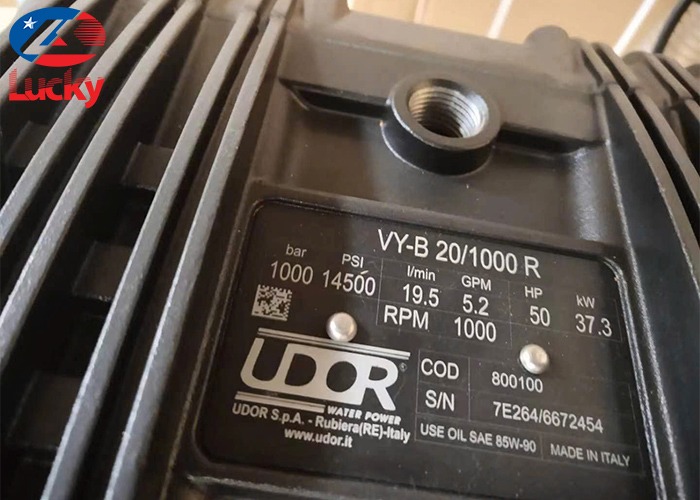 Lucky
VY-B 20/1000 R
bar PSI l/min GPM HP kW
1000 14500 19.5 5.2 50 37.3
RPM 1000
UDOR®
WATER POWER
UDOR S.p.A. - Rubiera(RE)-Italy
www.udor.it
COD 800100
S/N 7E264/6672454
USE OIL SAE 85W-90 MADE IN ITALY